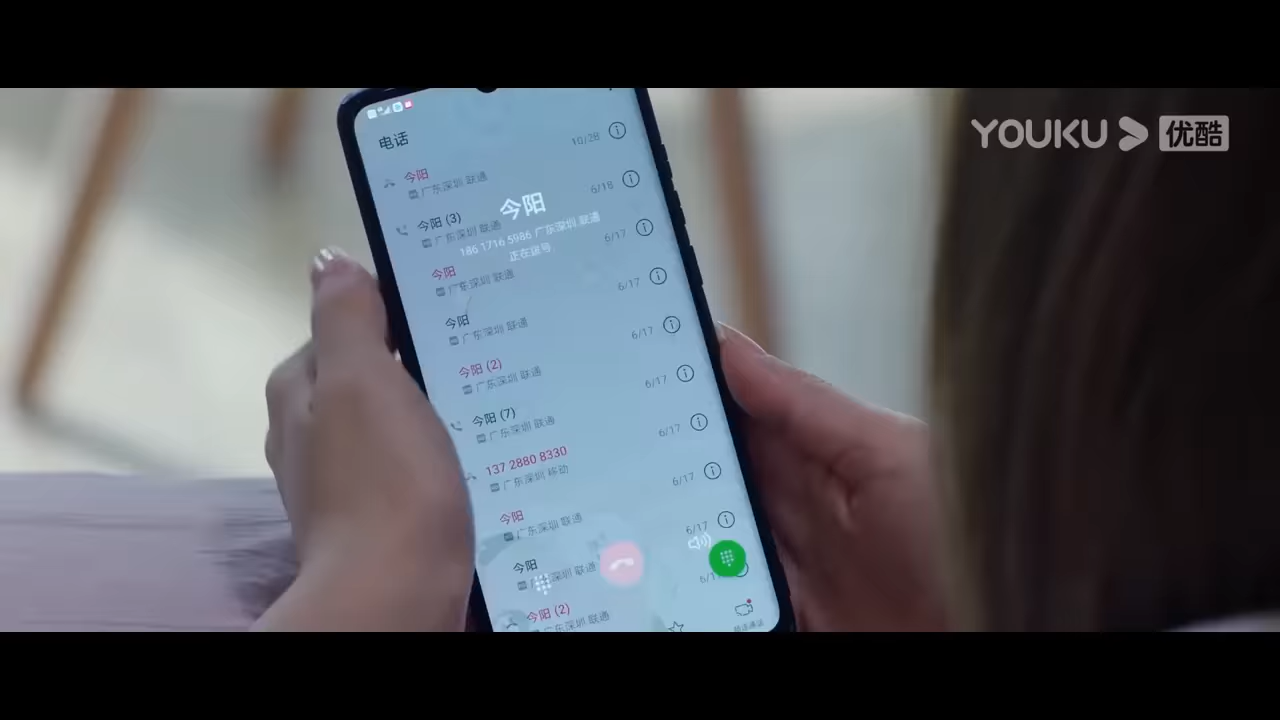 YOUKU 优酷
电话
今阳
广东深圳 联通
10/28
今阳 (3)
广东深圳 联通
6/18
今阳
186 1716 5986 广东深圳 联通
正在拨号
今阳
广东深圳 联通
6/17
今阳
广东深圳 联通
6/17
今阳 (2)
广东深圳 联通
6/17
今阳 (7)
广东深圳 联通
6/17
137 2880 8330
广东深圳 移动
6/17
今阳
广东深圳 联通
6/17
今阳
深圳 联通
6/17
今阳 (2)
广东深圳 联通